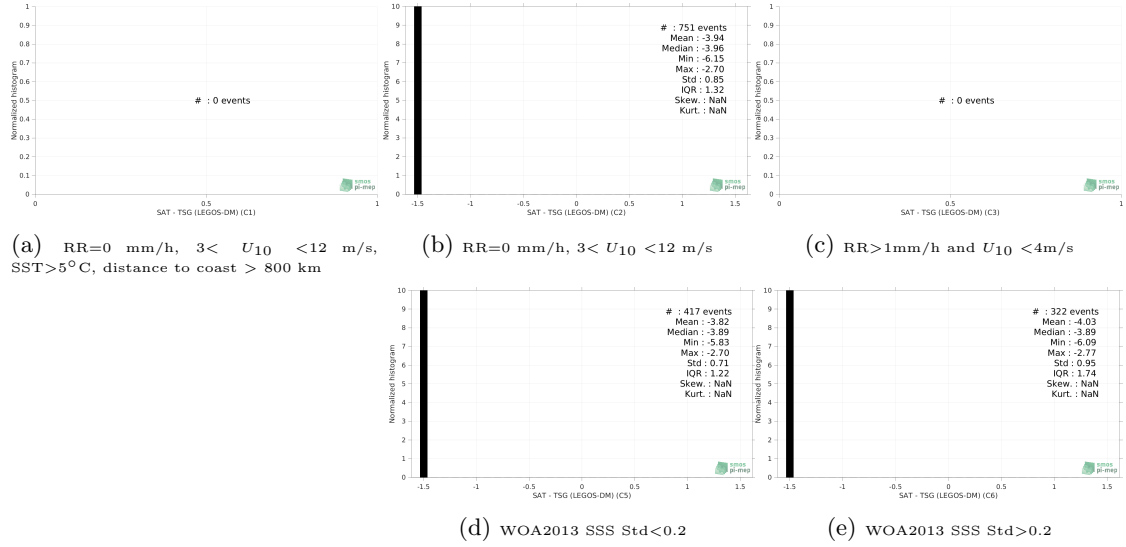 1
0.9
0.8
0.7
0.6
0.5
0.4
0.3
0.2
0.1
0
Normalized histogram
# : 0 events
0 0.5 1
SAT - TSG (LEGOS-DM) (C1)
smos
pi-mep
(a) RR=0 mm/h, 3< U10 <12 m/s,
SST>5°C, distance to coast > 800 km
10
9
8
7
6
5
4
3
2
1
0
Normalized histogram
# : 751 events
Mean : -3.94
Median : -3.96
Min : -6.15
Max : -2.70
Std : 0.85
IQR : 1.32
Skew. : NaN
Kurt. : NaN
-1.5 -1 -0.5 0 0.5 1 1.5
SAT - TSG (LEGOS-DM) (C2)
smos
pi-mep
(b) RR=0 mm/h, 3< U10 <12 m/s
1
0.9
0.8
0.7
0.6
0.5
0.4
0.3
0.2
0.1
0
Normalized histogram
# : 0 events
0 0.5 1
SAT - TSG (LEGOS-DM) (C3)
smos
pi-mep
(c) RR>1mm/h and U10 <4m/s
10
9
8
7
6
5
4
3
2
1
0
Normalized histogram
# : 417 events
Mean : -3.82
Median : -3.89
Min : -5.83
Max : -2.70
Std : 0.71
IQR : 1.22
Skew. : NaN
Kurt. : NaN
-1.5 -1 -0.5 0 0.5 1 1.5
SAT - TSG (LEGOS-DM) (C5)
smos
pi-mep
(d) WOA2013 SSS Std<0.2
10
9
8
7
6
5
4
3
2
1
0
Normalized histogram
# : 322 events
Mean : -4.03
Median : -3.89
Min : -6.09
Max : -2.77
Std : 0.95
IQR : 1.74
Skew. : NaN
Kurt. : NaN
-1.5 -1 -0.5 0 0.5 1 1.5
SAT - TSG (LEGOS-DM) (C6)
smos
pi-mep
(e) WOA2013 SSS Std>0.2